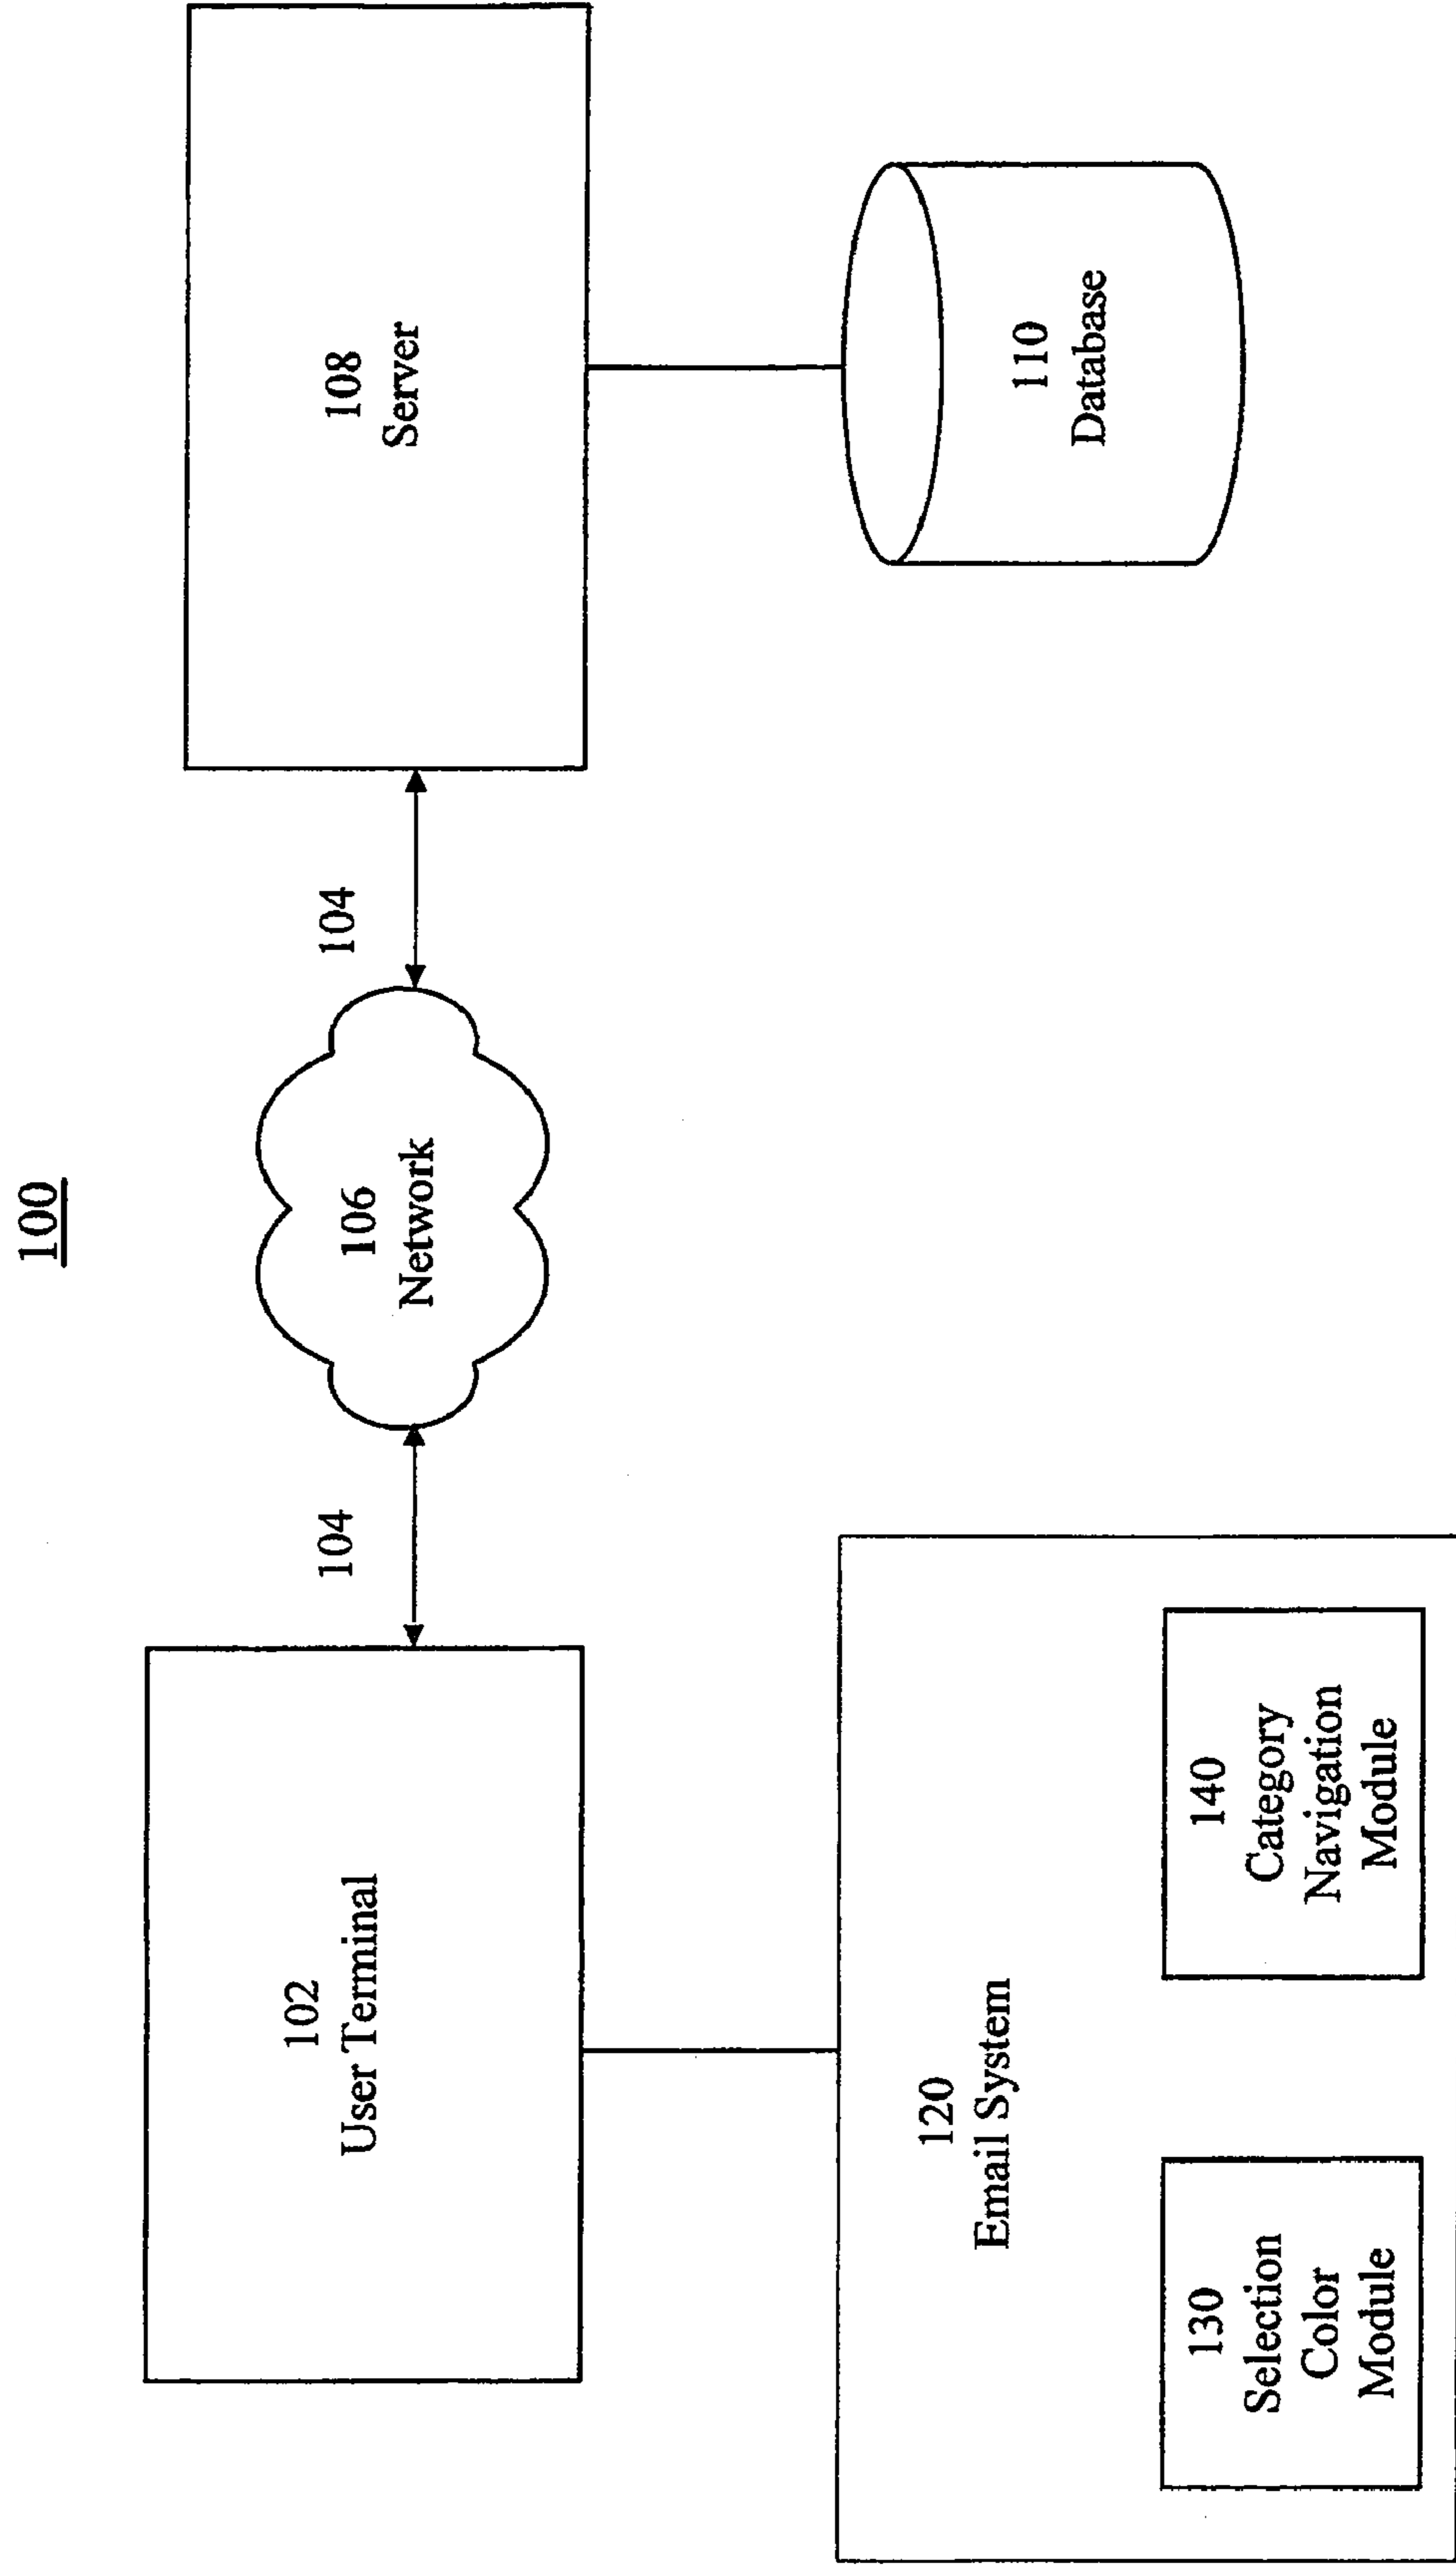 100
102
User Terminal
104
106
Network
104
108
Server
120
Email System
130
Selection
Color
Module
140
Category
Navigation
Module
110
Database